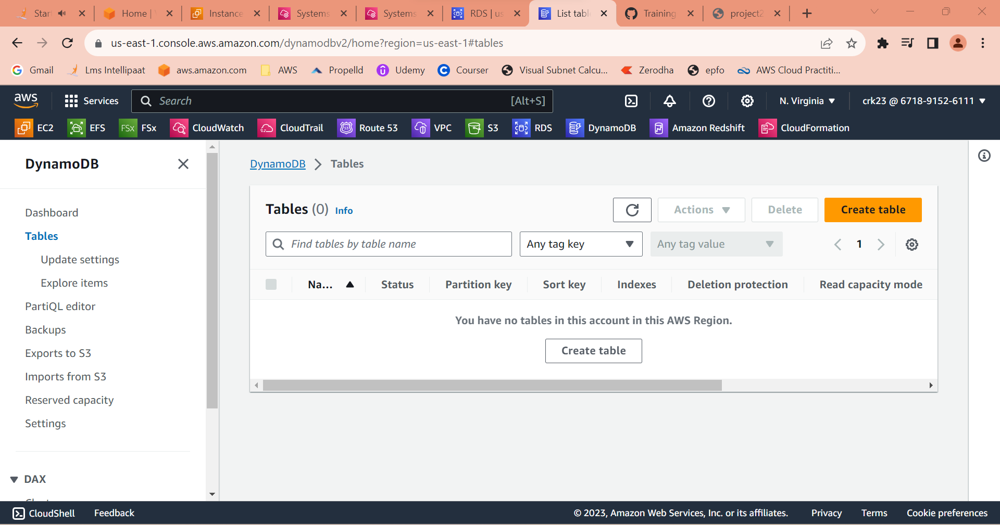 Star
Home |
Instance
Systems
Systems
RDS | us
List tabl
Training
project2
us-east-1.console.aws.amazon.com/dynamodbv2/home?region=us-east-1#tables
Gmail
Lms Intellipaat
aws.amazon.com
AWS
Propelld
Udemy
Courser
Visual Subnet Calcu...
Zerodha
epfo
AWS Cloud Practiti...
aws
Services
Search
[Alt+S]
N. Virginia
crk23 @ 6718-9152-6111
EC2
EFS
FSx
FSx
CloudWatch
CloudTrail
Route 53
VPC
S3
RDS
DynamoDB
Amazon Redshift
CloudFormation
DynamoDB
Dashboard
Tables
Update settings
Explore items
PartiQL editor
Backups
Exports to S3
Imports from S3
Reserved capacity
Settings
DAX
DynamoDB
Tables
Tables (0) Info
Actions
Delete
Create table
Find tables by table name
Any tag key
Any tag value
1
Na...
Status
Partition key
Sort key
Indexes
Deletion protection
Read capacity mode
You have no tables in this account in this AWS Region.
Create table
CloudShell
Feedback
© 2023, Amazon Web Services, Inc. or its affiliates.
Privacy
Terms
Cookie preferences